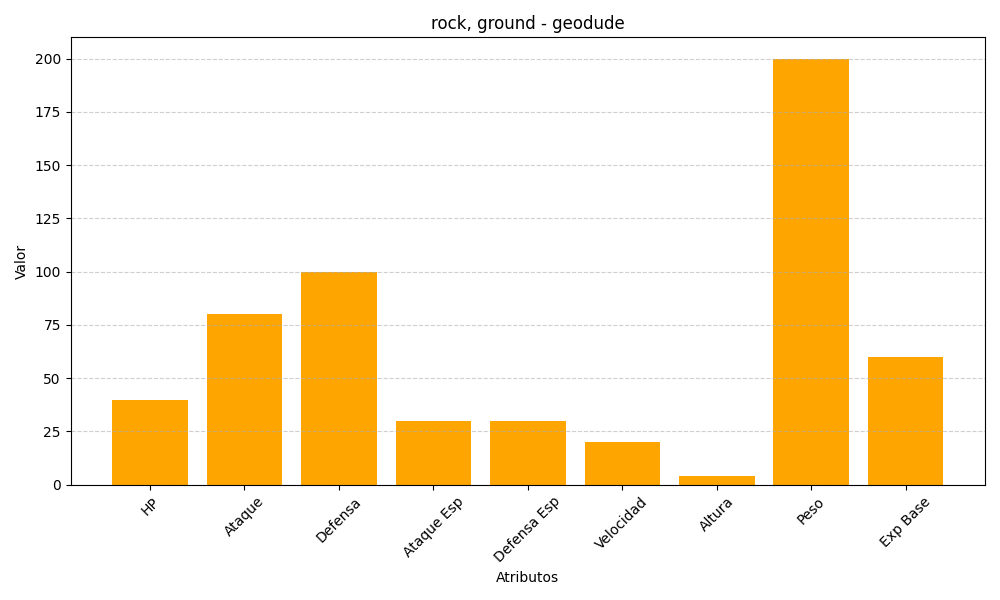 rock, ground - geodude
Valor
200
175
150
125
100
75
50
25
0
HP
Ataque
Defensa
Ataque Esp
Defensa Esp
Velocidad
Altura
Peso
Exp Base
Atributos